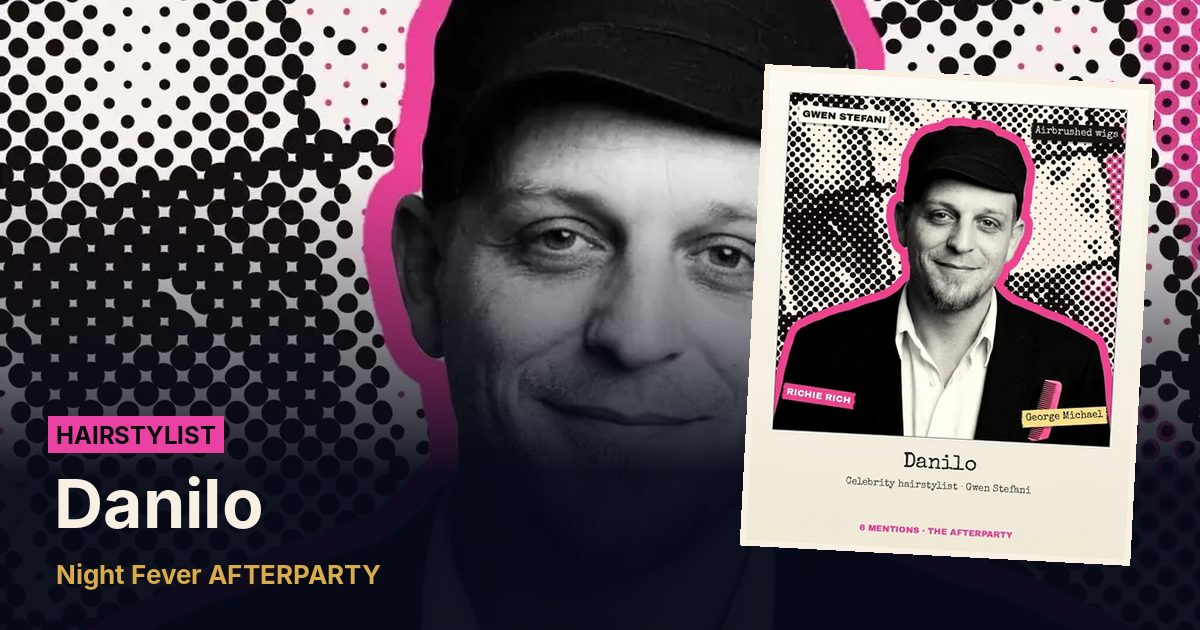 HAIRSTYLIST
Danilo
Night Fever AFTERPARTY
GWEN STEFANI
Airbrushed wigs
RICHIE RICH
George Michael
Danilo
Celebrity hairstylist · Gwen Stefani
6 MENTIONS · THE AFTERPARTY